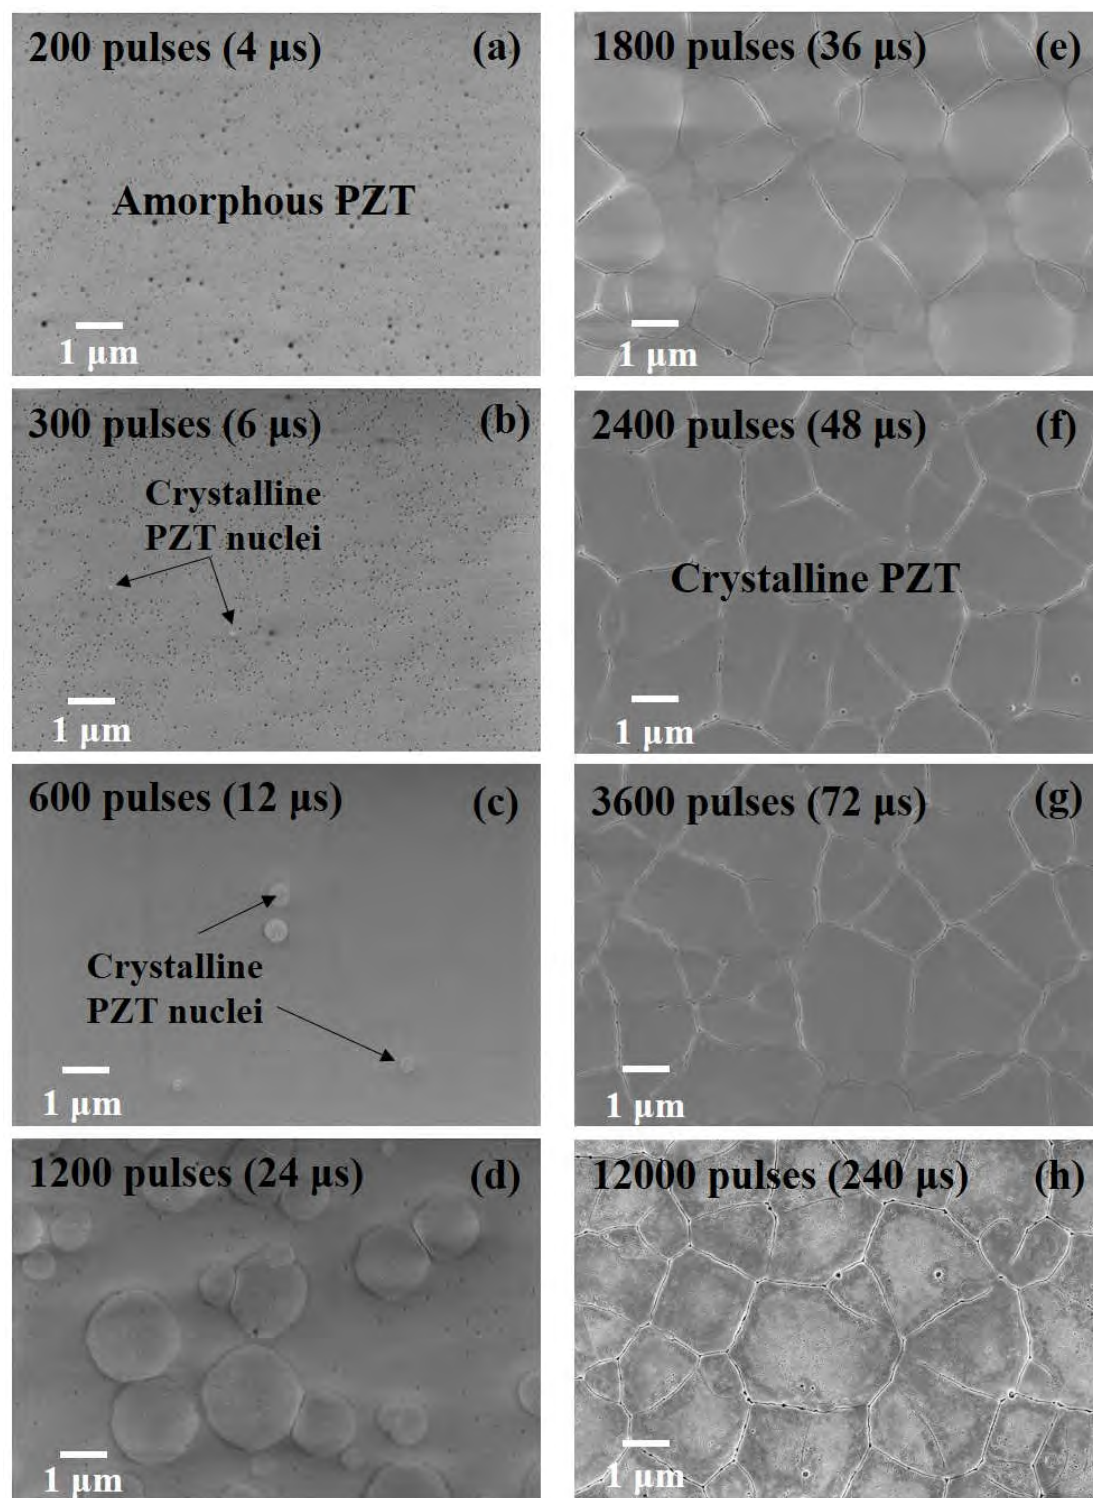 200 pulses (4 μs) (a)
Amorphous PZT
1 μm
300 pulses (6 μs) (b)
Crystalline
PZT nuclei
1 μm
600 pulses (12 μs) (c)
Crystalline
PZT nuclei
1 μm
1200 pulses (24 μs) (d)
1 μm
1800 pulses (36 μs) (e)
1 μm
2400 pulses (48 μs) (f)
Crystalline PZT
1 μm
3600 pulses (72 μs) (g)
1 μm
12000 pulses (240 μs) (h)
1 μm